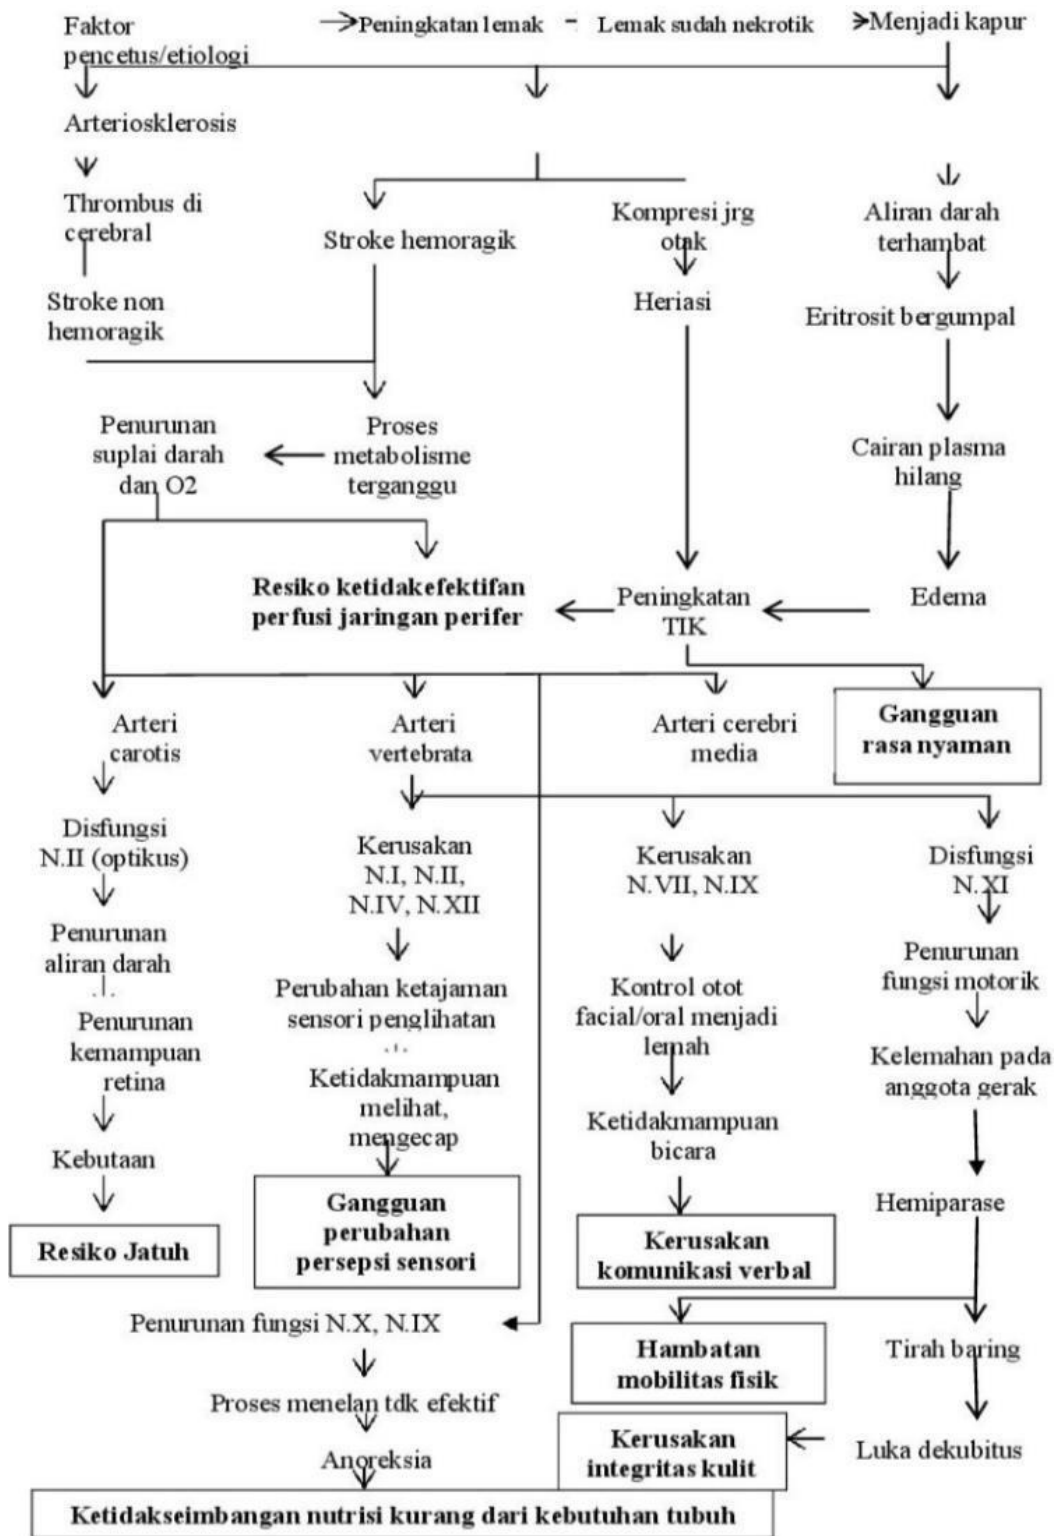 Faktor
pencetus/etiologi
Peningkatan lemak
Lemak sudah nekrotik
Menjadi kapur
Arteriosklerosis
Thrombus di
cerebral
Stroke hemoragik
Kompresi jrg
otak
Aliran darah
terhambat
Stroke non
hemoragik
Heriasi
Eritrosit bergumpal
Penurunan
suplai darah
dan O2
Proses
metabolisme
terganggu
Cairan plasma
hilang
Resiko ketidakefektifan
perfusi jaringan perifer
Peningkatan
TIK
Edema
Arteri
carotis
Arteri
vertebrata
Arteri cerebri
media
Gangguan
rasa nyaman
Disfungsi
N.II (optikus)
Kerusakan
N.I, N.II,
N.IV, N.XII
Kerusakan
N.VII, N.IX
Disfungsi
N.XI
Penurunan
aliran darah
Perubahan ketajaman
sensori penglihatan
Kontrol otot
facial/oral menjadi
lemah
Penurunan
fungsi motorik
Penurunan
kemampuan
retina
Ketidakmampuan
melihat,
mengecap
Ketidakmampuan
bicara
Kelemahan pada
anggota gerak
Kebutaan
Hemiparase
Resiko Jatuh
Gangguan
perubahan
persepsi sensori
Kerusakan
komunikasi verbal
Penurunan fungsi N.X, N.IX
Hambatan
mobilitas fisik
Tirah baring
Proses menelan tdk efektif
Kerusakan
integritas kulit
Luka dekubitus
Anoreksia
Ketidakseimbangan nutrisi kurang dari kebutuhan tubuh